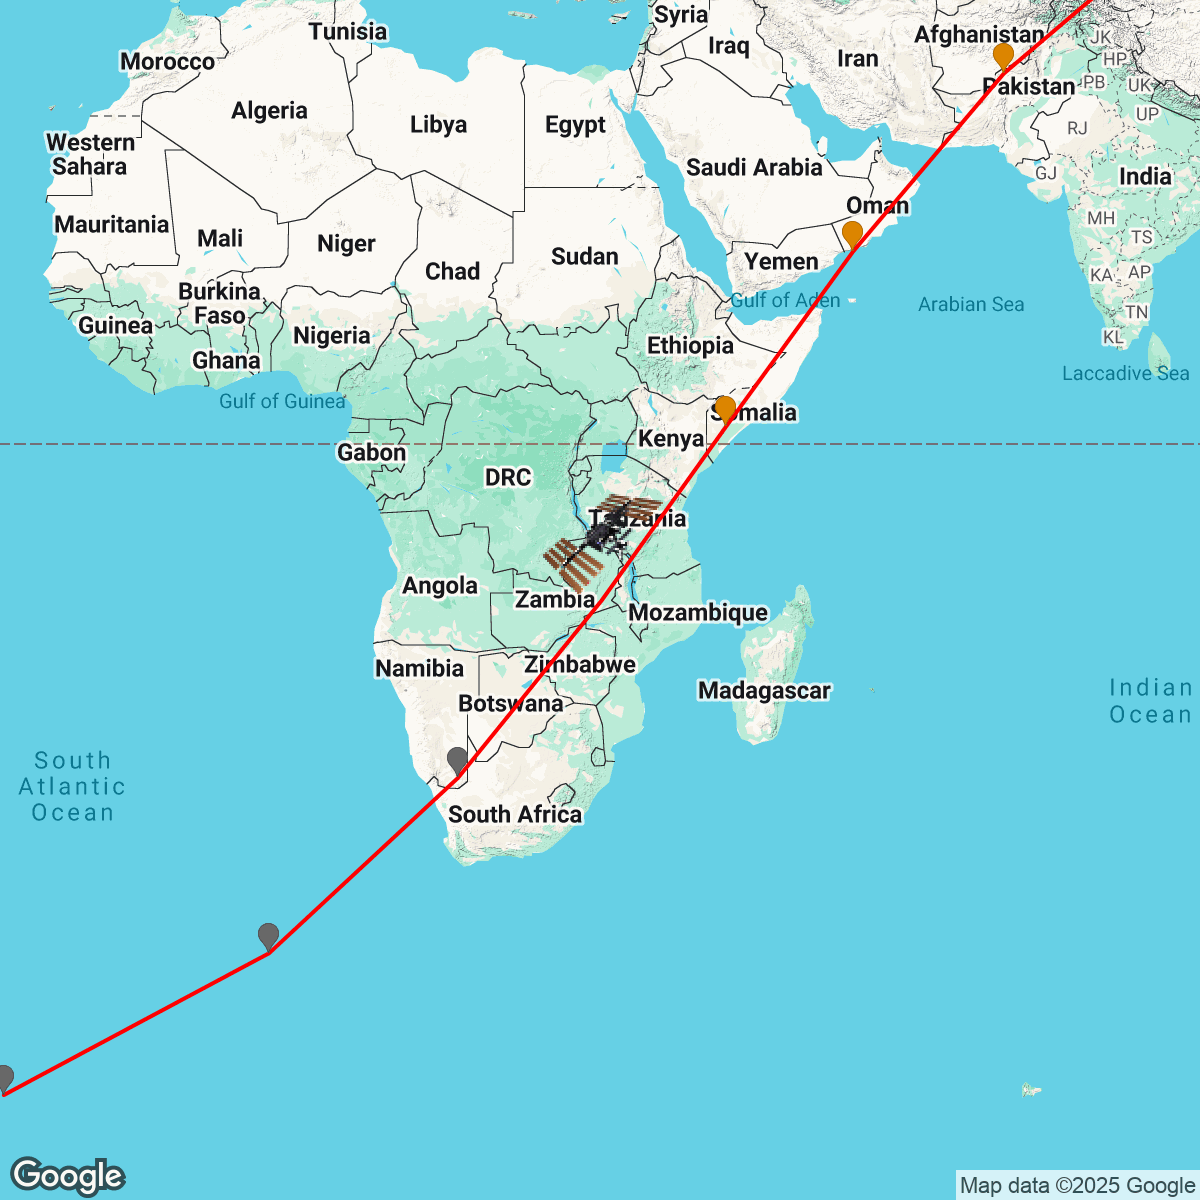 Syria
Tunisia
Afghanistan
JK
Iraq
Iran
HP
Morocco
Pakistan
PB
UK
Algeria
Libya
Egypt
UP
RJ
Western
Sahara
Saudi Arabia
GJ
India
Oman
Mauritania
MH
Mali
Niger
TS
Sudan
Yemen
Chad
KA
AP
Burkina
Faso
Gulf of Aden
Arabian Sea
TN
Guinea
Nigeria
KL
Ethiopia
Ghana
Laccadive Sea
Gulf of Guinea
Somalia
Kenya
Gabon
DRC
Tanzania
Angola
Zambia
Mozambique
Zimbabwe
Namibia
Madagascar
Indian
Ocean
Botswana
South
Atlantic
Ocean
South Africa
Google
Map data ©2025 Google